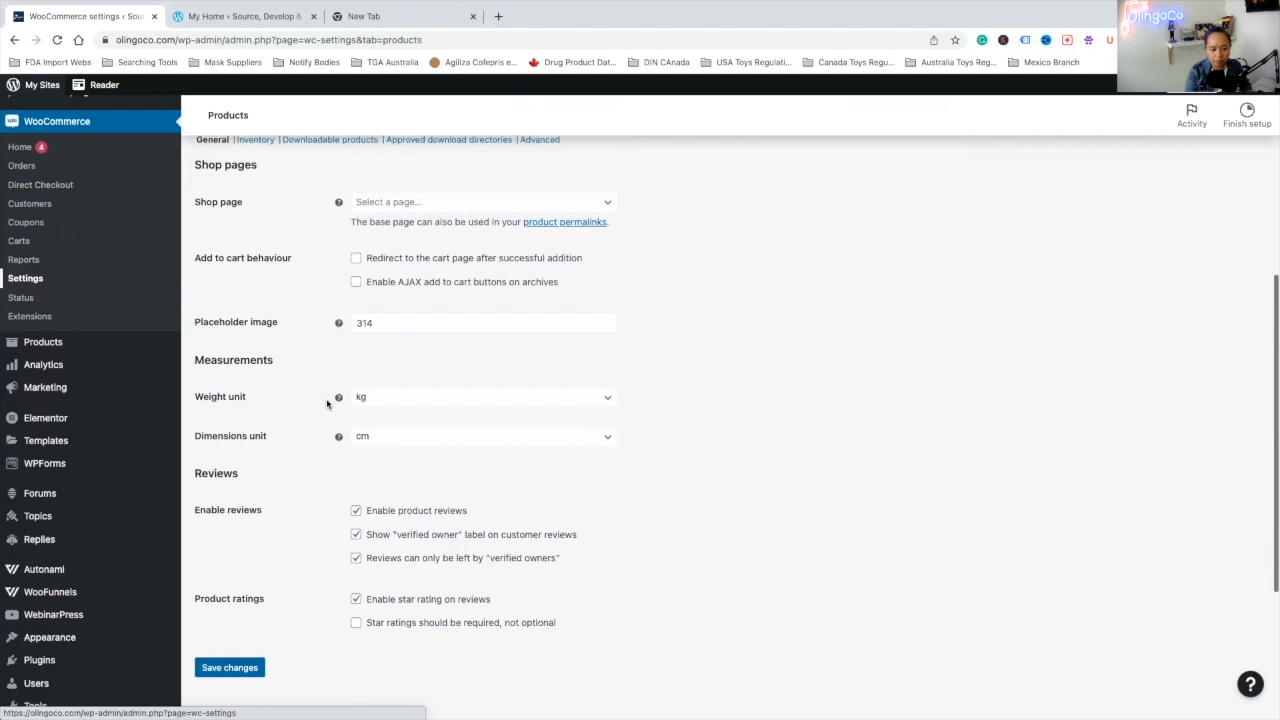 WooCommerce settings ‹ Sour
My Home ‹ Source, Develop &
New Tab
OlingoCo
olingoco.com/wp-admin/admin.php?page=wc-settings&tab=products
FDA Import Webs
Searching Tools
Mask Suppliers
Notify Bodies
TGA Australia
Agiliza Cofepris e...
Drug Product Dat...
DIN CAnada
USA Toys Regulati...
Canada Toys Regu...
Australia Toys Reg...
Mexico Branch
My Sites
Reader
WooCommerce
Home 4
Orders
Direct Checkout
Customers
Coupons
Carts
Reports
Settings
Status
Extensions
Products
Analytics
Marketing
Elementor
Templates
WPForms
Forums
Topics
Replies
Autonami
WooFunnels
WebinarPress
Appearance
Plugins
Users
Tools
Products
Activity
Finish setup
General | Inventory | Downloadable products | Approved download directories | Advanced
Shop pages
Shop page
Select a page...
The base page can also be used in your product permalinks.
Add to cart behaviour
Redirect to the cart page after successful addition
Enable AJAX add to cart buttons on archives
Placeholder image
314
Measurements
Weight unit
kg
Dimensions unit
cm
Reviews
Enable reviews
Enable product reviews
Show "verified owner" label on customer reviews
Reviews can only be left by "verified owners"
Product ratings
Enable star rating on reviews
Star ratings should be required, not optional
Save changes
https://olingoco.com/wp-admin/admin.php?page=wc-settings